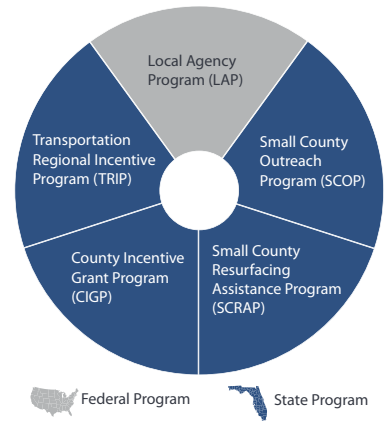 Local Agency
Program (LAP)
Transportation
Regional Incentive
Program (TRIP)
Small County
Outreach
Program (SCOP)
County Incentive
Grant Program
(CIGP)
Small County
Resurfacing
Assistance Program
(SCRAP)
Federal Program
State Program